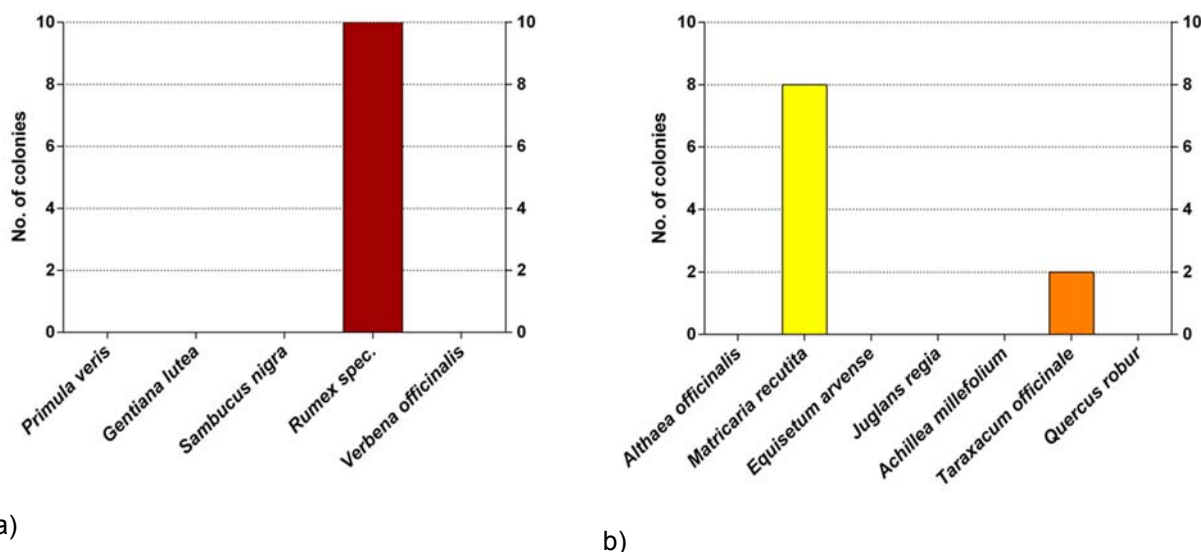 10
8
6
4
2
0
No. of colonies
10
8
6
4
2
0
Primula veris
Gentiana lutea
Sambucus nigra
Rumex spec.
Verbena officinalis
a)
10
8
6
4
2
0
No. of colonies
10
8
6
4
2
0
Althaea officinalis
Matricaria recutita
Equisetum arvense
Juglans regia
Achillea millefolium
Taraxacum officinale
Quercus robur
b)